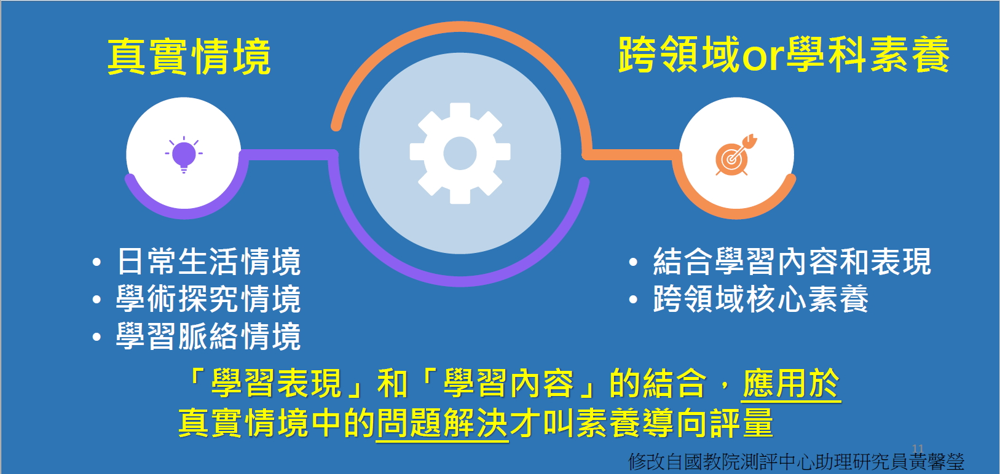 真實情境
跨領域or學科素養
• 日常生活情境
• 學術探究情境
• 學習脈絡情境
• 結合學習內容和表現
• 跨領域核心素養
「學習表現」和「學習內容」的結合，應用於
真實情境中的問題解決才叫素養導向評量
11
修改自國教院測評中心助理研究員黃馨瑩